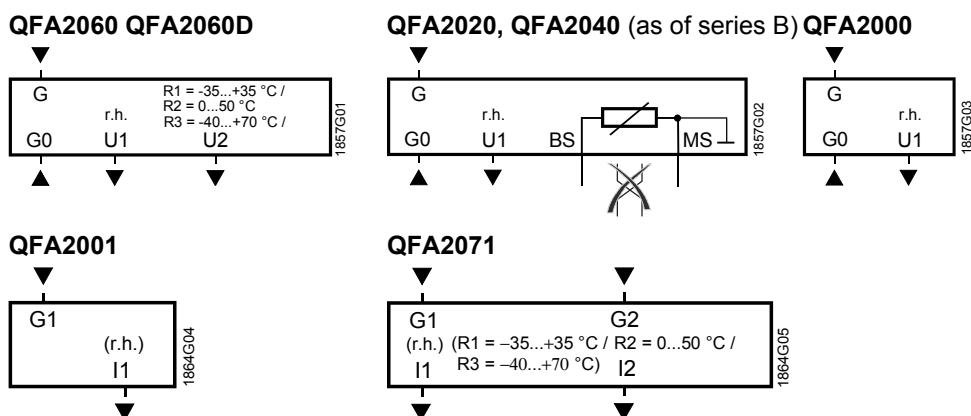 QFA2060 QFA2060D
G
R1 = -35...+35 °C /
R2 = 0...50 °C
R3 = -40...+70 °C /
r.h.
G0 U1 U2
1857G01
QFA2020, QFA2040 (as of series B)
G
r.h.
G0 U1 BS MS
1857G02
QFA2000
G
r.h.
G0 U1
1857G03
QFA2001
G1
(r.h.)
I1
1864G04
QFA2071
G1 G2
(r.h.) (R1 = −35...+35 °C / R2 = 0...50 °C /
R3 = −40...+70 °C)
I1 I2
1864G05